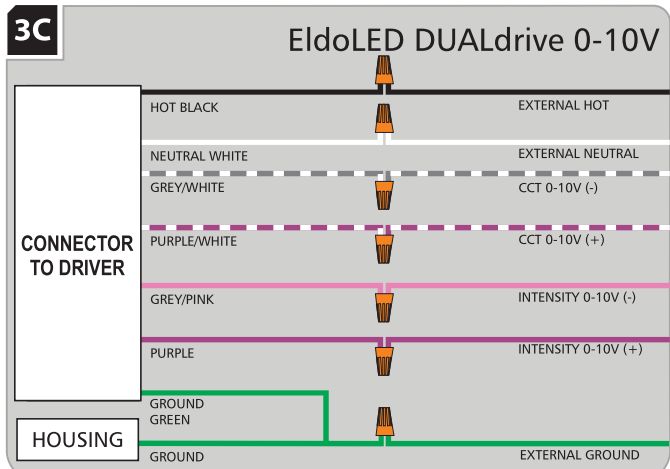 3C
EldoLED DUALdrive 0-10V
HOT BLACK
EXTERNAL HOT
NEUTRAL WHITE
EXTERNAL NEUTRAL
GREY/WHITE
CCT 0-10V (-)
CONNECTOR
TO DRIVER
PURPLE/WHITE
CCT 0-10V (+)
GREY/PINK
INTENSITY 0-10V (-)
PURPLE
INTENSITY 0-10V (+)
GROUND
GREEN
HOUSING
GROUND
EXTERNAL GROUND